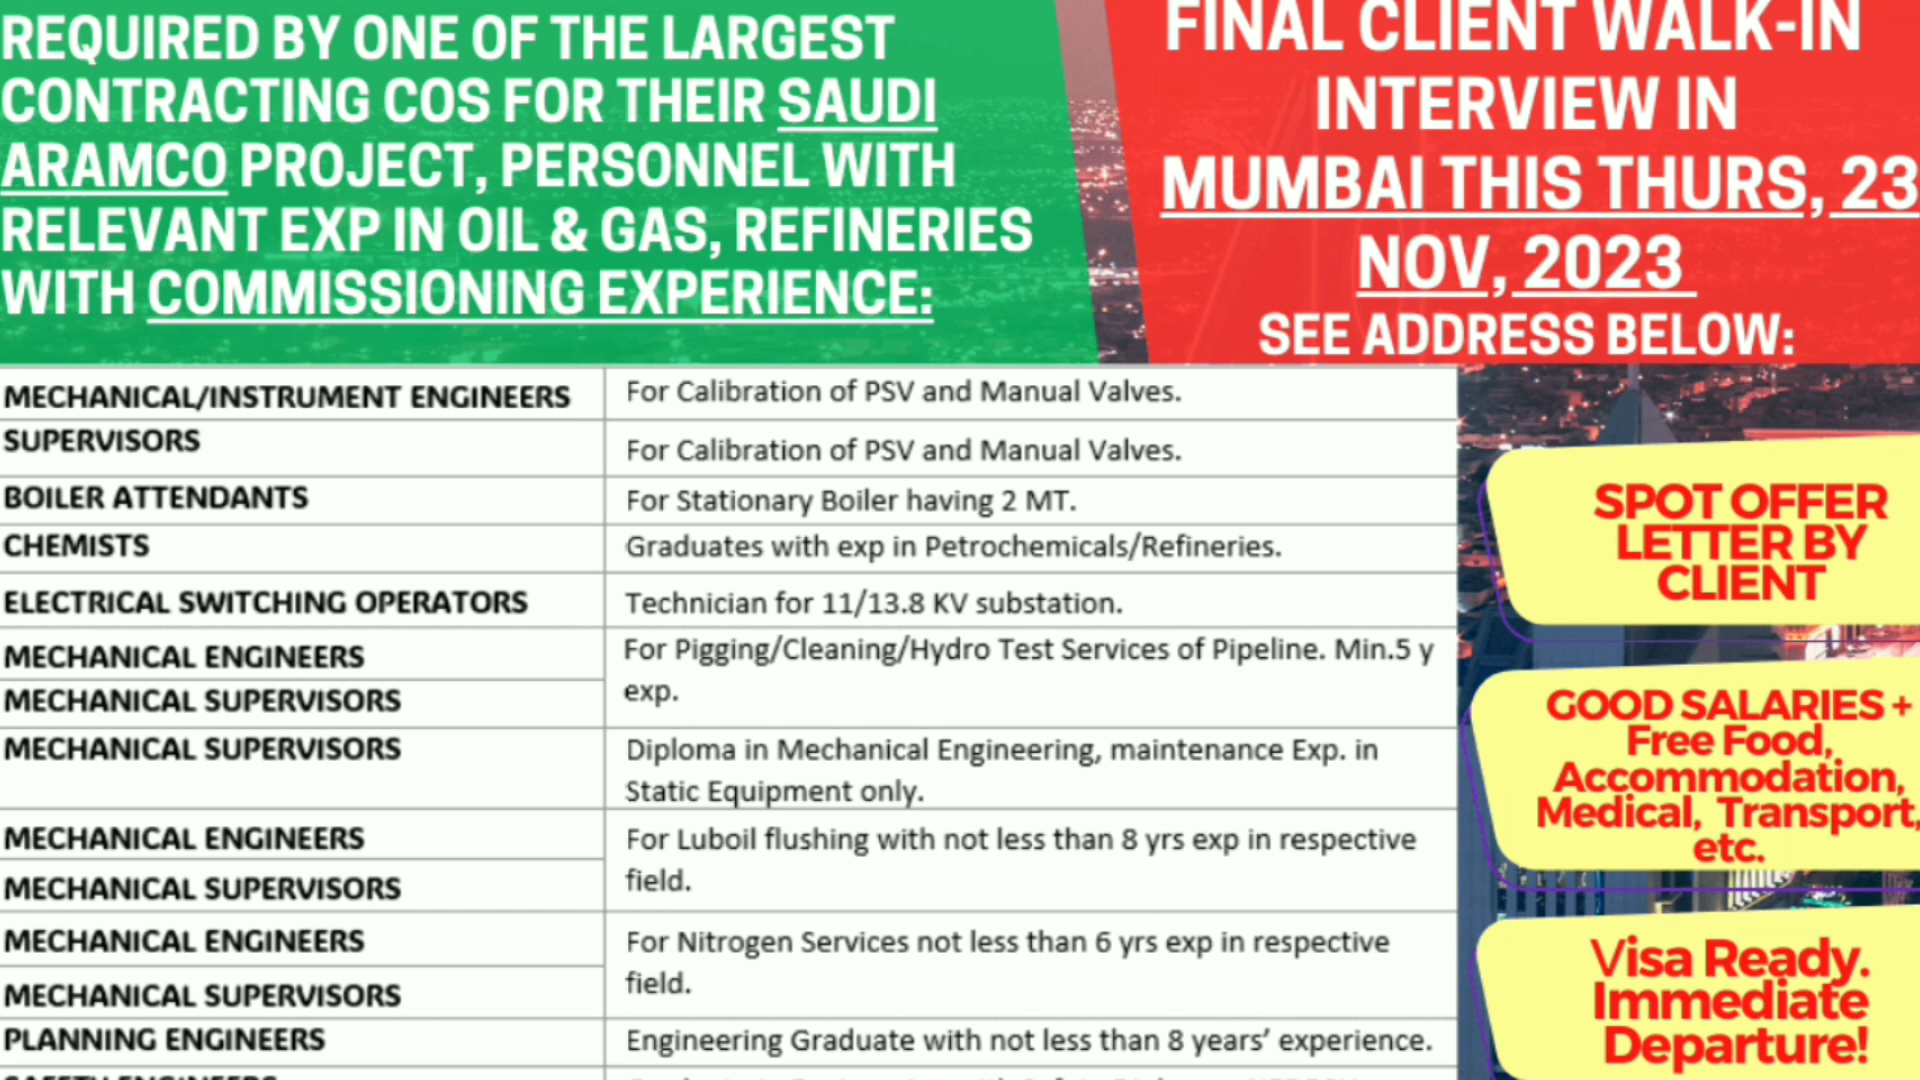 REQUIRED BY ONE OF THE LARGEST
CONTRACTING COS FOR THEIR SAUDI
ARAMCO PROJECT, PERSONNEL WITH
RELEVANT EXP IN OIL & GAS, REFINERIES
WITH COMMISSIONING EXPERIENCE:
FINAL CLIENT WALK-IN
INTERVIEW IN
MUMBAI THIS THURS, 23
NOV, 2023
SEE ADDRESS BELOW:
MECHANICAL/INSTRUMENT ENGINEERS
For Calibration of PSV and Manual Valves.
SUPERVISORS
For Calibration of PSV and Manual Valves.
BOILER ATTENDANTS
For Stationary Boiler having 2 MT.
CHEMISTS
Graduates with exp in Petrochemicals/Refineries.
ELECTRICAL SWITCHING OPERATORS
Technician for 11/13.8 KV substation.
MECHANICAL ENGINEERS
MECHANICAL SUPERVISORS
For Pigging/Cleaning/Hydro Test Services of Pipeline. Min.5 y
exp.
MECHANICAL SUPERVISORS
Diploma in Mechanical Engineering, maintenance Exp. in
Static Equipment only.
MECHANICAL ENGINEERS
MECHANICAL SUPERVISORS
For Luboil flushing with not less than 8 yrs exp in respective
field.
MECHANICAL ENGINEERS
MECHANICAL SUPERVISORS
For Nitrogen Services not less than 6 yrs exp in respective
field.
PLANNING ENGINEERS
Engineering Graduate with not less than 8 years’ experience.
SAFETY ENGINEERS
SPOT OFFER
LETTER BY
CLIENT
GOOD SALARIES +
Free Food,
Accommodation,
Medical, Transport,
etc.
Visa Ready.
Immediate
Departure!